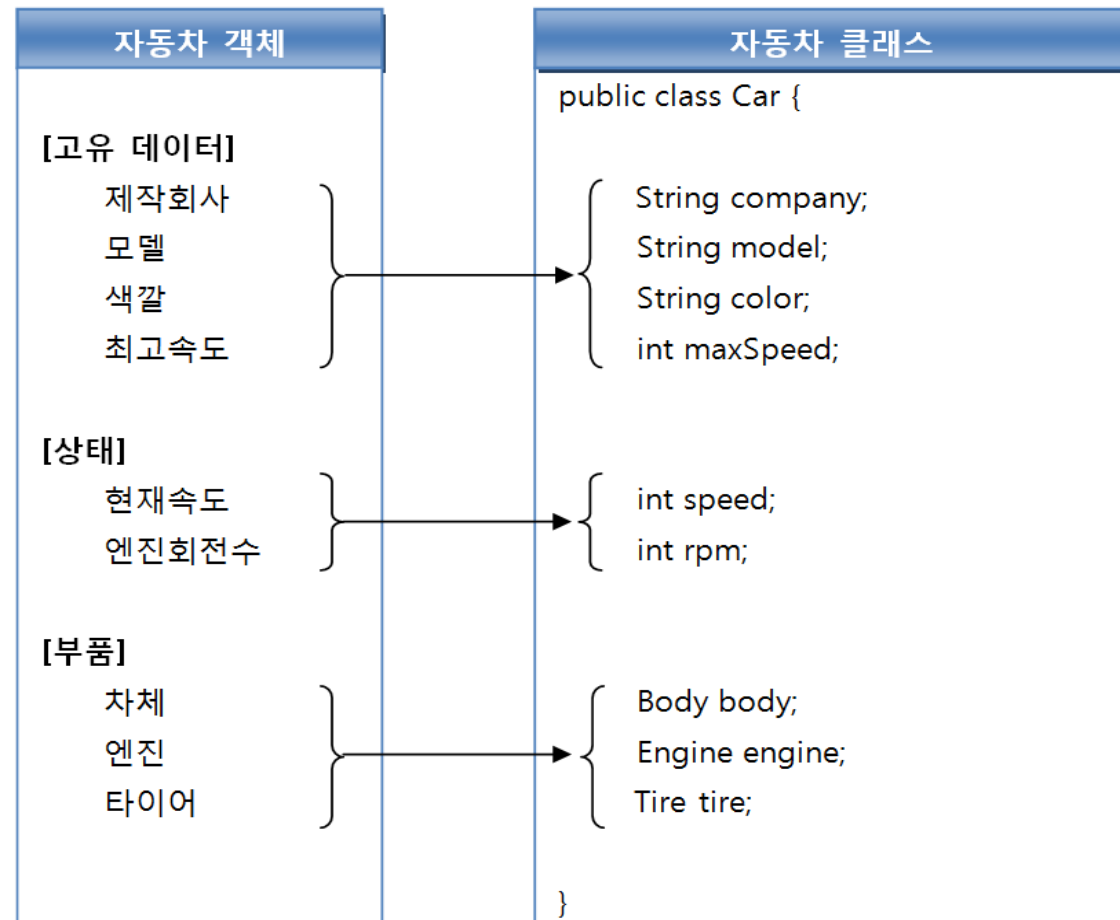 자동차 객체
[고유 데이터]
제작회사
모델
색깔
최고속도
[상태]
현재속도
엔진회전수
[부품]
차체
엔진
타이어
자동차 클래스
public class Car {
String company;
String model;
String color;
int maxSpeed;
int speed;
int rpm;
Body body;
Engine engine;
Tire tire;
}